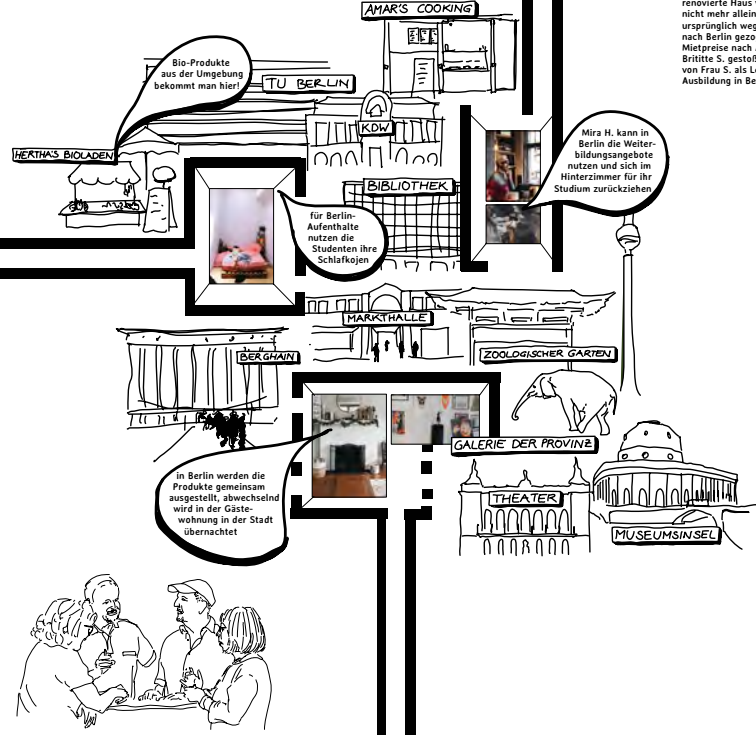 AMAR'S COOKING
renovierte Haus
nicht mehr allein
ursprünglich weg
nach Berlin gezo
Mietpreise nach
Brititte S. gestoß
von Frau S. als Le
Ausbildung in Be
Bio-Produkte
aus der Umgebung
bekommt man hier!
TU BERLIN
KDW
HERTHA'S BIOLADEN
Mira H. kann in
Berlin die Weiter-
bildungsangebote
nutzen und sich im
Hinterzimmer für ihr
Studium zurückziehen
BIBLIOTHEK
für Berlin-
Aufenthalte
nutzen die
Studenten ihre
Schlafkojen
MARKTHALLE
BERGHAIN
ZOOLOGISCHER GARTEN
GALERIE DER PROVINZ
in Berlin werden die
Produkte gemeinsam
ausgestellt, abwechselnd
wird in der Gäste-
wohnung in der Stadt
übernachtet
THEATER
MUSEUMSINSEL